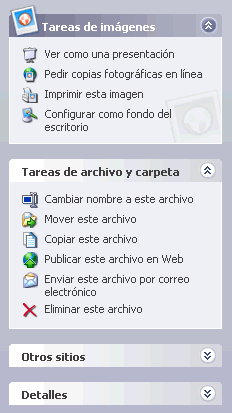 Tareas de imágenes
Ver como una presentación
Pedir copias fotográficas en línea
Imprimir esta imagen
Configurar como fondo del
escritorio
Tareas de archivo y carpeta
Cambiar nombre a este archivo
Mover este archivo
Copiar este archivo
Publicar este archivo en Web
Enviar este archivo por correo
electrónico
Eliminar este archivo
Otros sitios
Detalles